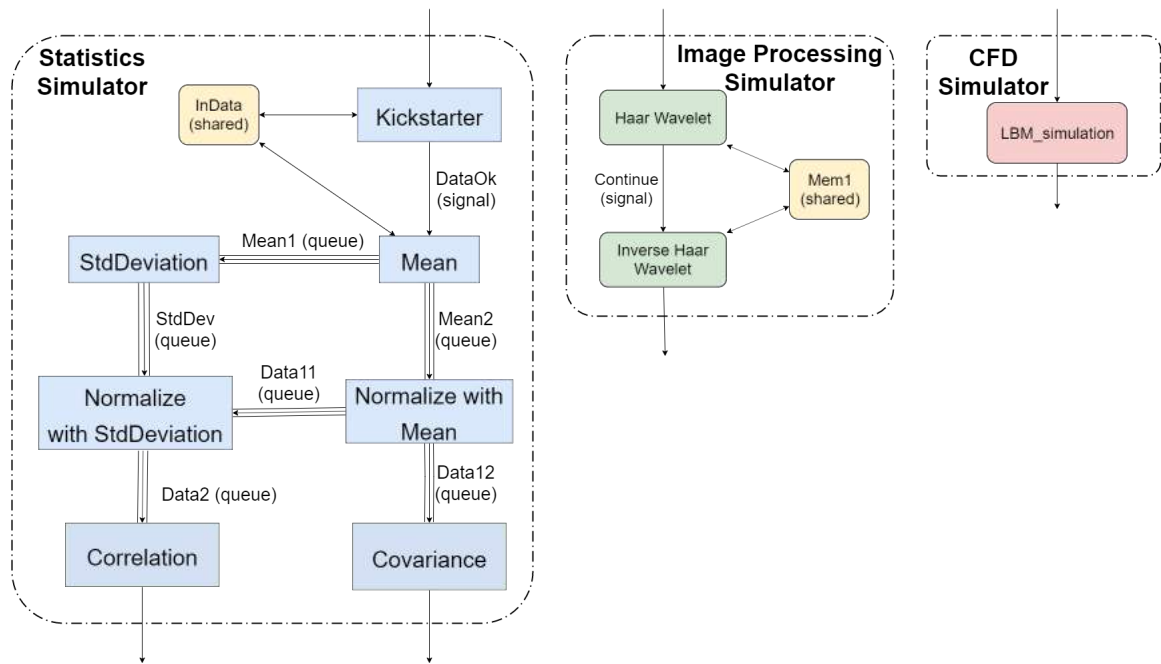 Statistics
Simulator
InData
(shared)
Kickstarter
DataOk
(signal)
Mean1 (queue)
StdDeviation
Mean
StdDev
(queue)
Mean2
(queue)
Data11
(queue)
Normalize
with StdDeviation
Normalize with
Mean
Data12
(queue)
Data2 (queue)
Correlation
Covariance
Image Processing
Simulator
Haar Wavelet
Continue
(signal)
Mem1
(shared)
Inverse Haar
Wavelet
CFD
Simulator
LBM_simulation